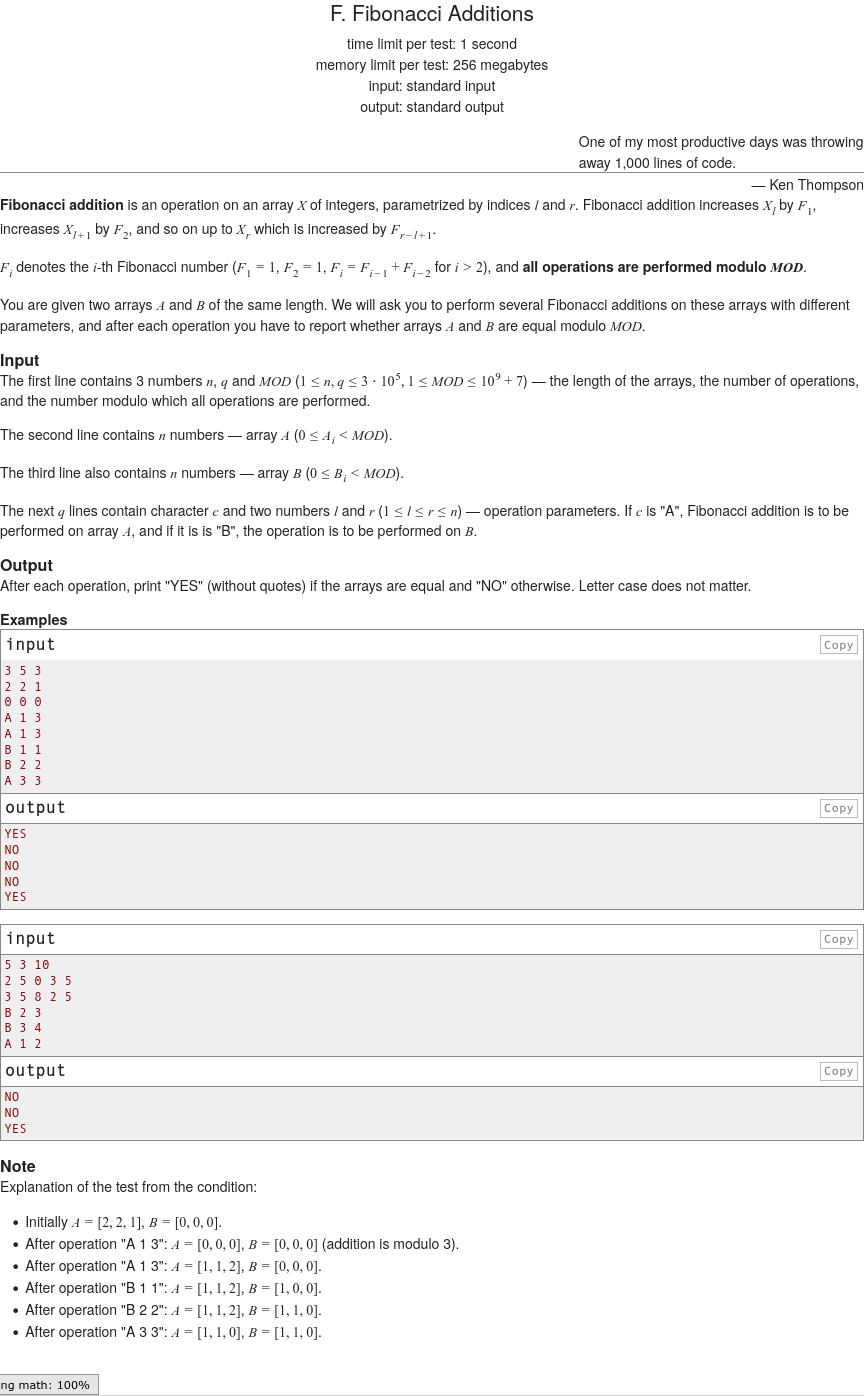 F. Fibonacci Additions
time limit per test: 1 second
memory limit per test: 256 megabytes
input: standard input
output: standard output
One of my most productive days was throwing
away 1,000 lines of code.
— Ken Thompson
Fibonacci addition is an operation on an array X of integers, parametrized by indices l and r. Fibonacci addition increases X_l by F_1,
increases X_{l+1} by F_2, and so on up to X_r which is increased by F_{r−l+1}.
F_i denotes the i-th Fibonacci number (F_1 = 1, F_2 = 1, F_i = F_{i−1} + F_{i−2} for i > 2), and all operations are performed modulo MOD.
You are given two arrays A and B of the same length. We will ask you to perform several Fibonacci additions on these arrays with different
parameters, and after each operation you have to report whether arrays A and B are equal modulo MOD.
Input
The first line contains 3 numbers n, q and MOD (1 ≤ n, q ≤ 3 · 10^5, 1 ≤ MOD ≤ 10^9 + 7) — the length of the arrays, the number of operations,
and the number modulo which all operations are performed.
The second line contains n numbers — array A (0 ≤ A_i < MOD).
The third line also contains n numbers — array B (0 ≤ B_i < MOD).
The next q lines contain character c and two numbers l and r (1 ≤ l ≤ r ≤ n) — operation parameters. If c is "A", Fibonacci addition is to be
performed on array A, and if it is is "B", the operation is to be performed on B.
Output
After each operation, print "YES" (without quotes) if the arrays are equal and "NO" otherwise. Letter case does not matter.
Examples
input Copy
3 5 3
2 2 1
0 0 0
A 1 3
A 1 3
B 1 1
B 2 2
A 3 3
output Copy
YES
NO
NO
NO
YES
input Copy
5 3 10
2 5 0 3 5
3 5 8 2 5
B 2 3
B 3 4
A 1 2
output Copy
NO
NO
YES
Note
Explanation of the test from the condition:
• Initially A = [2, 2, 1], B = [0, 0, 0].
• After operation "A 1 3": A = [0, 0, 0], B = [0, 0, 0] (addition is modulo 3).
• After operation "A 1 3": A = [1, 1, 2], B = [0, 0, 0].
• After operation "B 1 1": A = [1, 1, 2], B = [1, 0, 0].
• After operation "B 2 2": A = [1, 1, 2], B = [1, 1, 0].
• After operation "A 3 3": A = [1, 1, 0], B = [1, 1, 0].
ng math: 100%